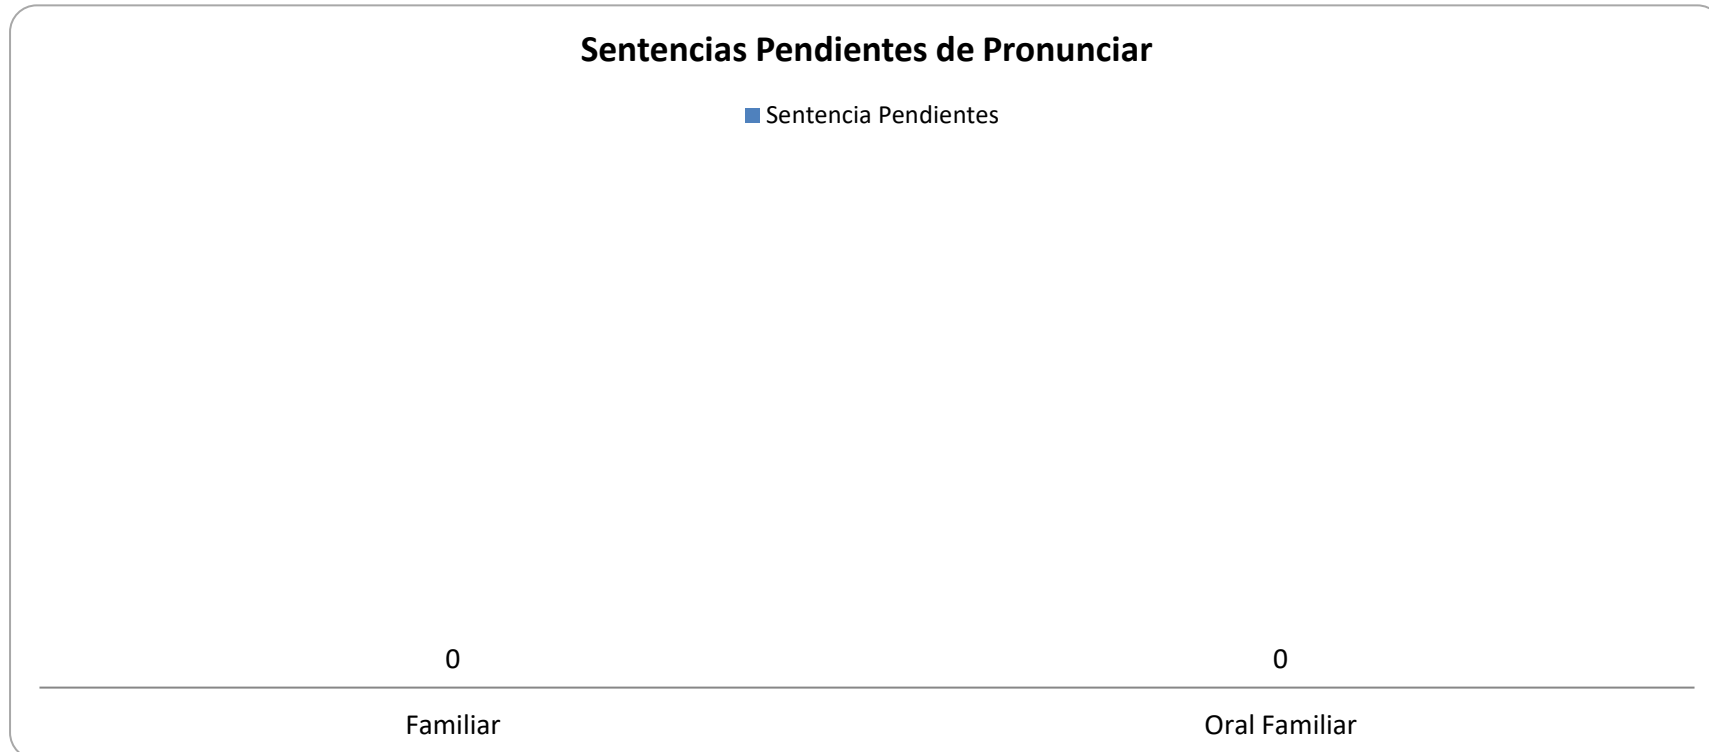 Sentencias Pendientes de Pronunciar
Sentencia Pendientes
0 0
Familiar Oral Familiar